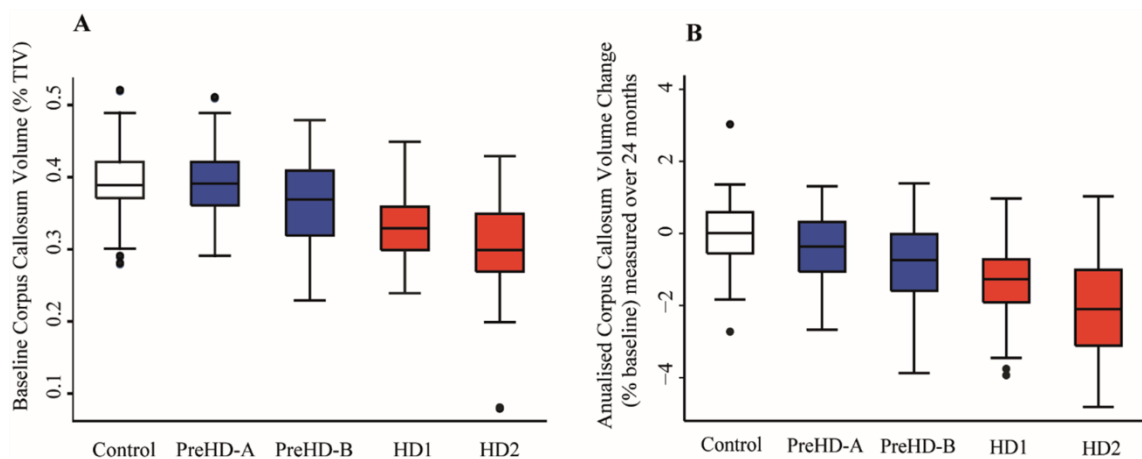 A
Baseline Corpus Callosum Volume (% TIV)
0.5
0.4
0.3
0.2
0.1
Control PreHD-A PreHD-B HD1 HD2
B
Anualised Corpus Callosum Volume Change
(% baseline) measured over 24 months
4
2
0
−2
−4
Control PreHD-A PreHD-B HD1 HD2